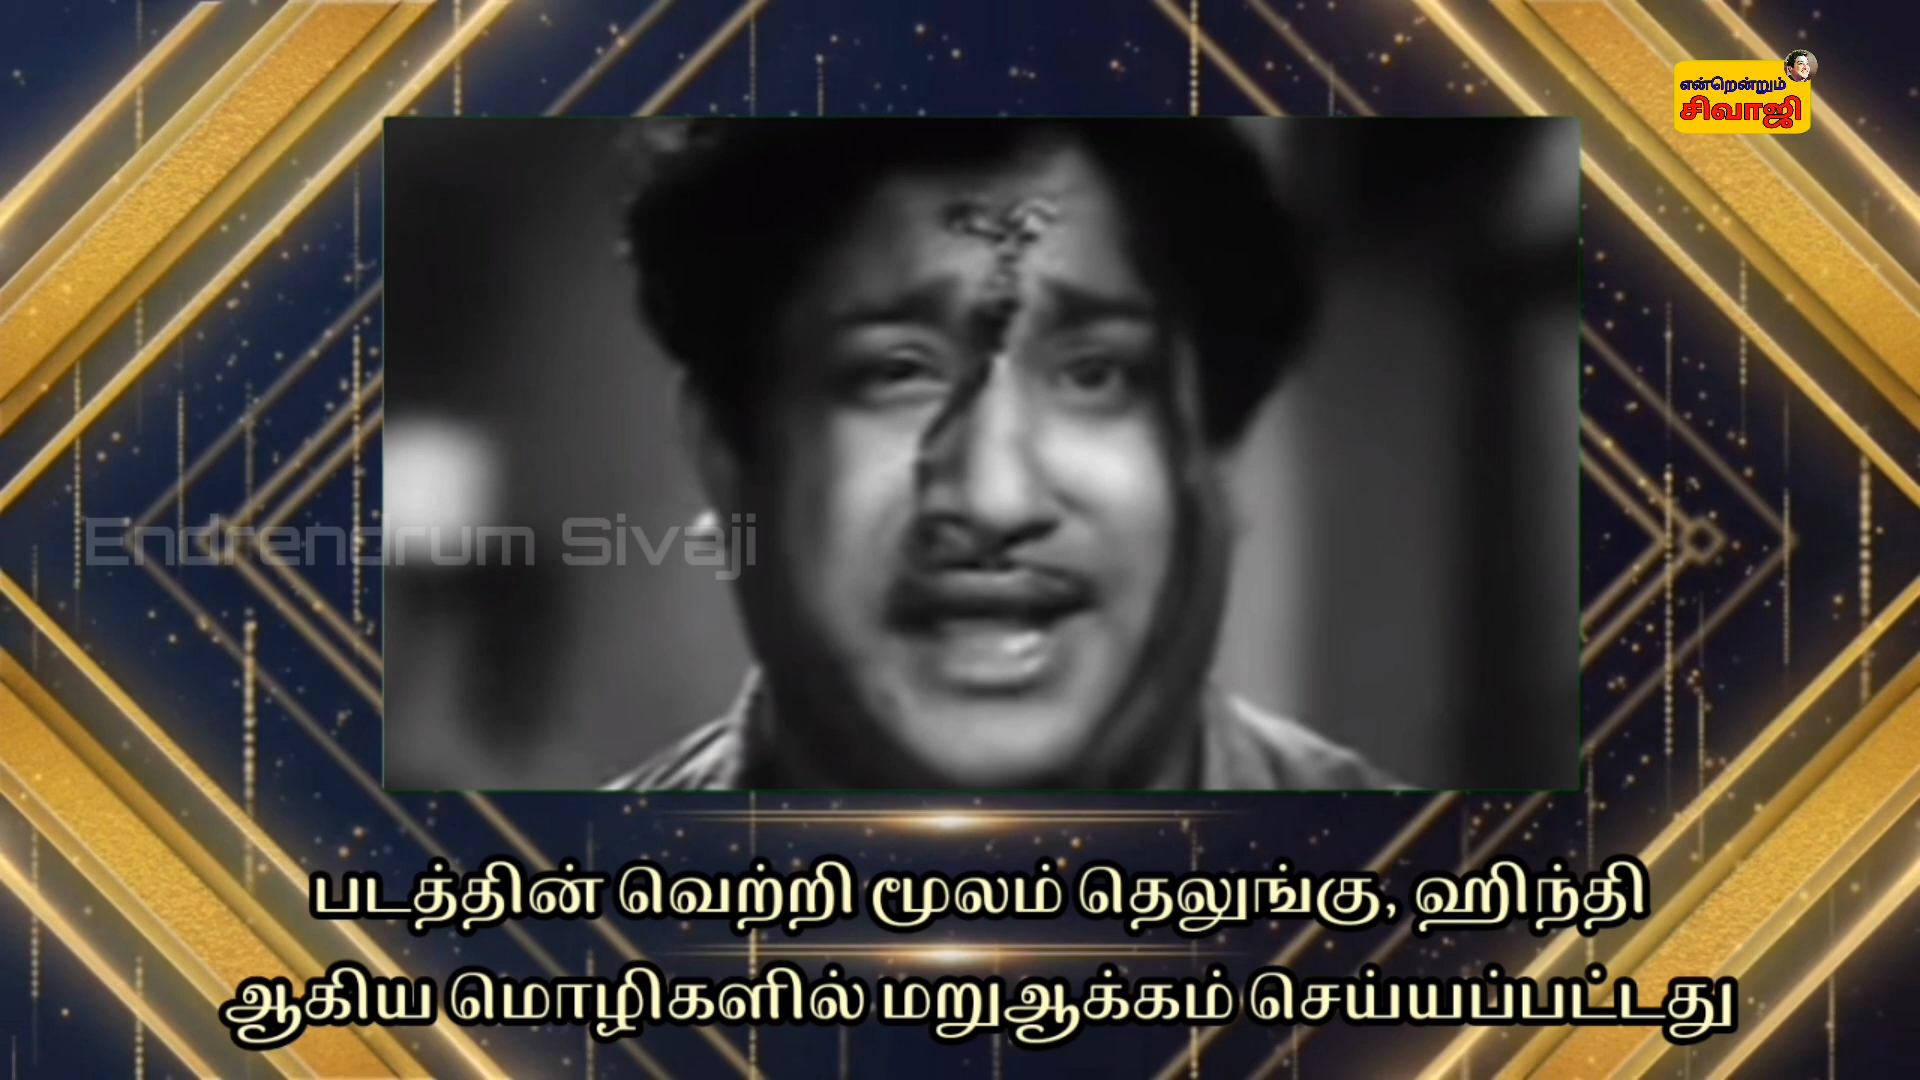 என்றென்றும்
சிவாஜி
Endrendrum Sivaji
படத்தின் வெற்றி மூலம் தெலுங்கு, ஹிந்தி
ஆகிய மொழிகளில் மறுஆக்கம் செய்யப்பட்டது